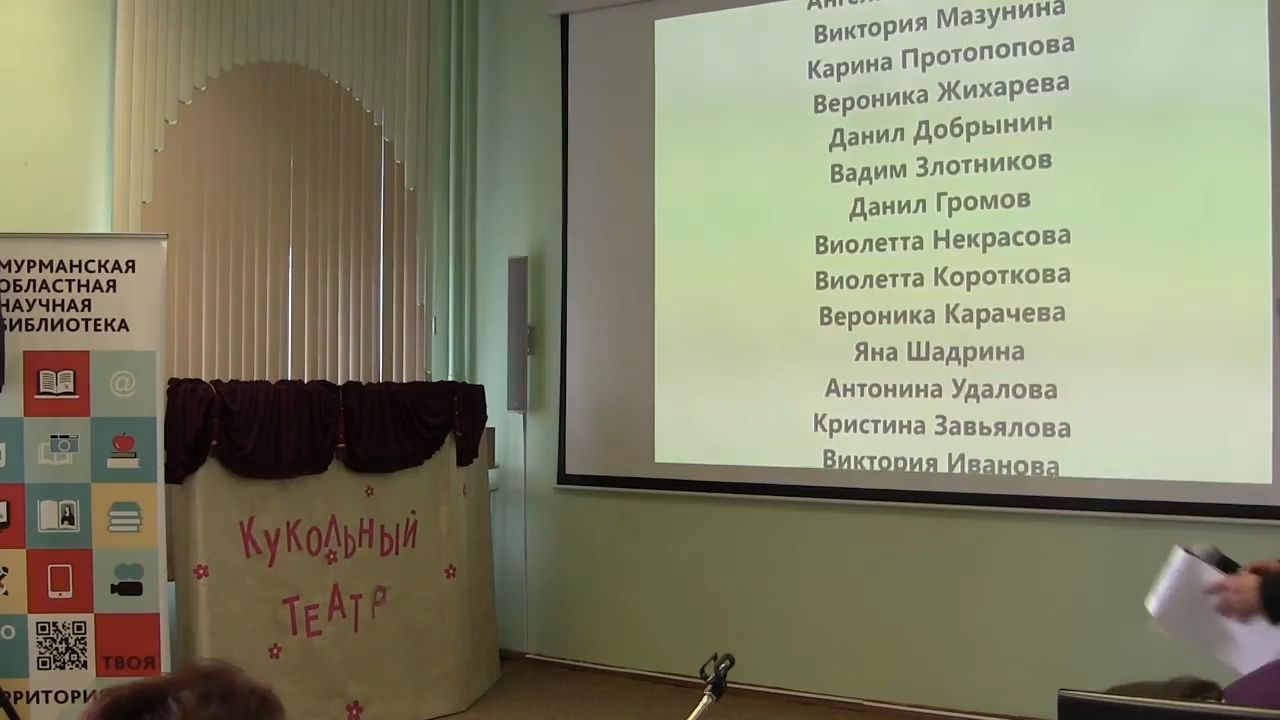 МУРМАНСКАЯ
ОБЛАСТНАЯ
НАУЧНАЯ
БИБЛИОТЕКА
@
ТВОЯ
КУКОЛЬНЫЙ
ТЕАТР
Виктория Мазунина
Карина Протопопова
Вероника Жихарева
Данил Добрынин
Вадим Злотников
Данил Громов
Виолетта Некрасова
Виолетта Короткова
Вероника Карачева
Яна Шадрина
Антонина Удалова
Кристина Завьялова
Виктория Иванова